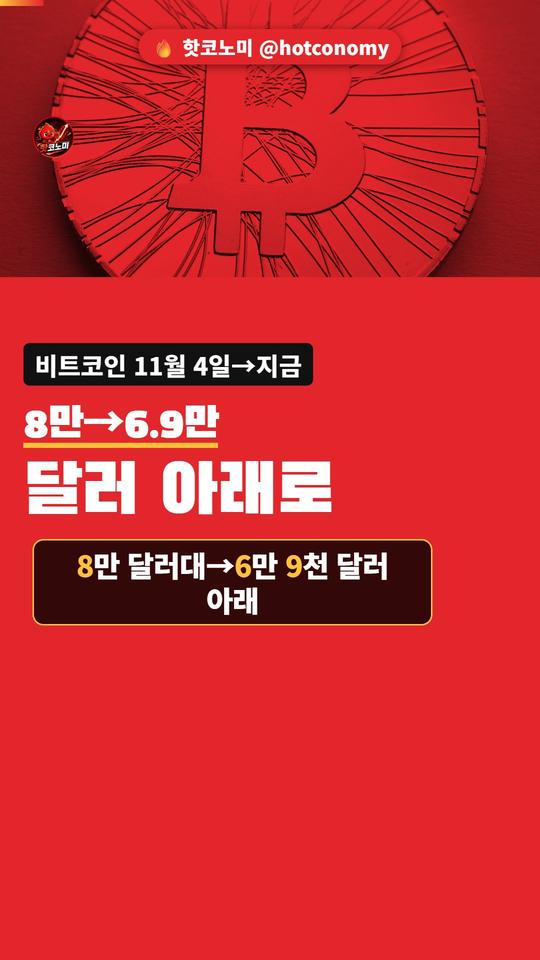 🔥 핫코노미 @hotconomy
핫코노미
비트코인 11월 4일→지금
8만→6.9만
달러 아래로
8만 달러대→6만 9천 달러
아래